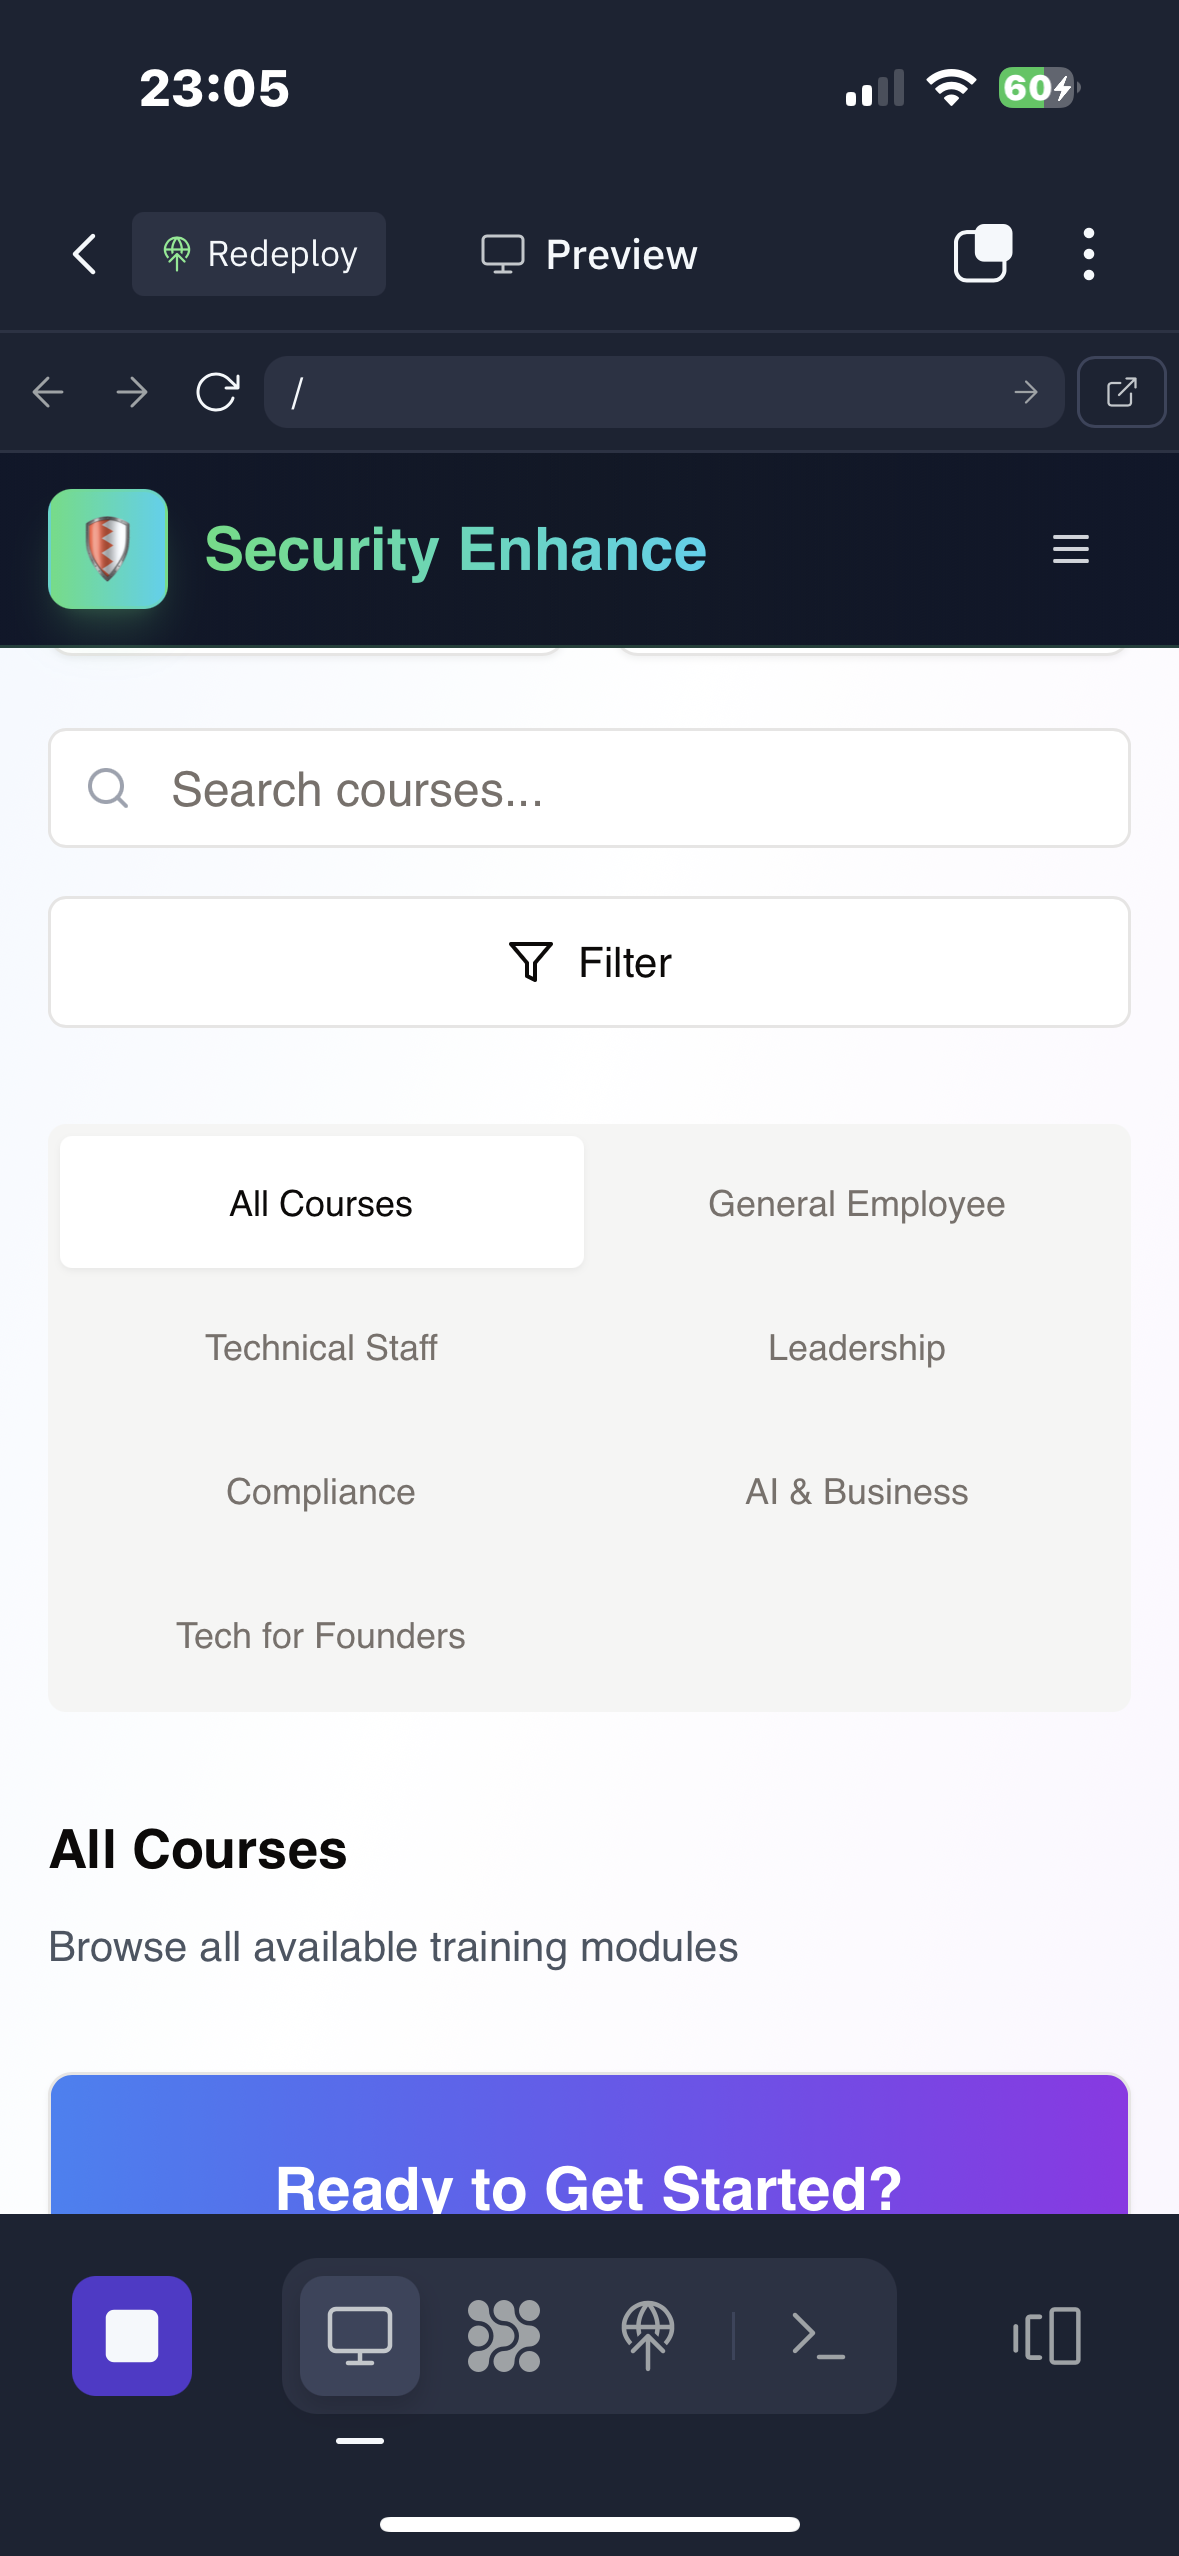 23:05
60
Redeploy
Preview
/
Security Enhance
Search courses...
Filter
All Courses
General Employee
Technical Staff
Leadership
Compliance
AI & Business
Tech for Founders
All Courses
Browse all available training modules
Ready to Get Started?